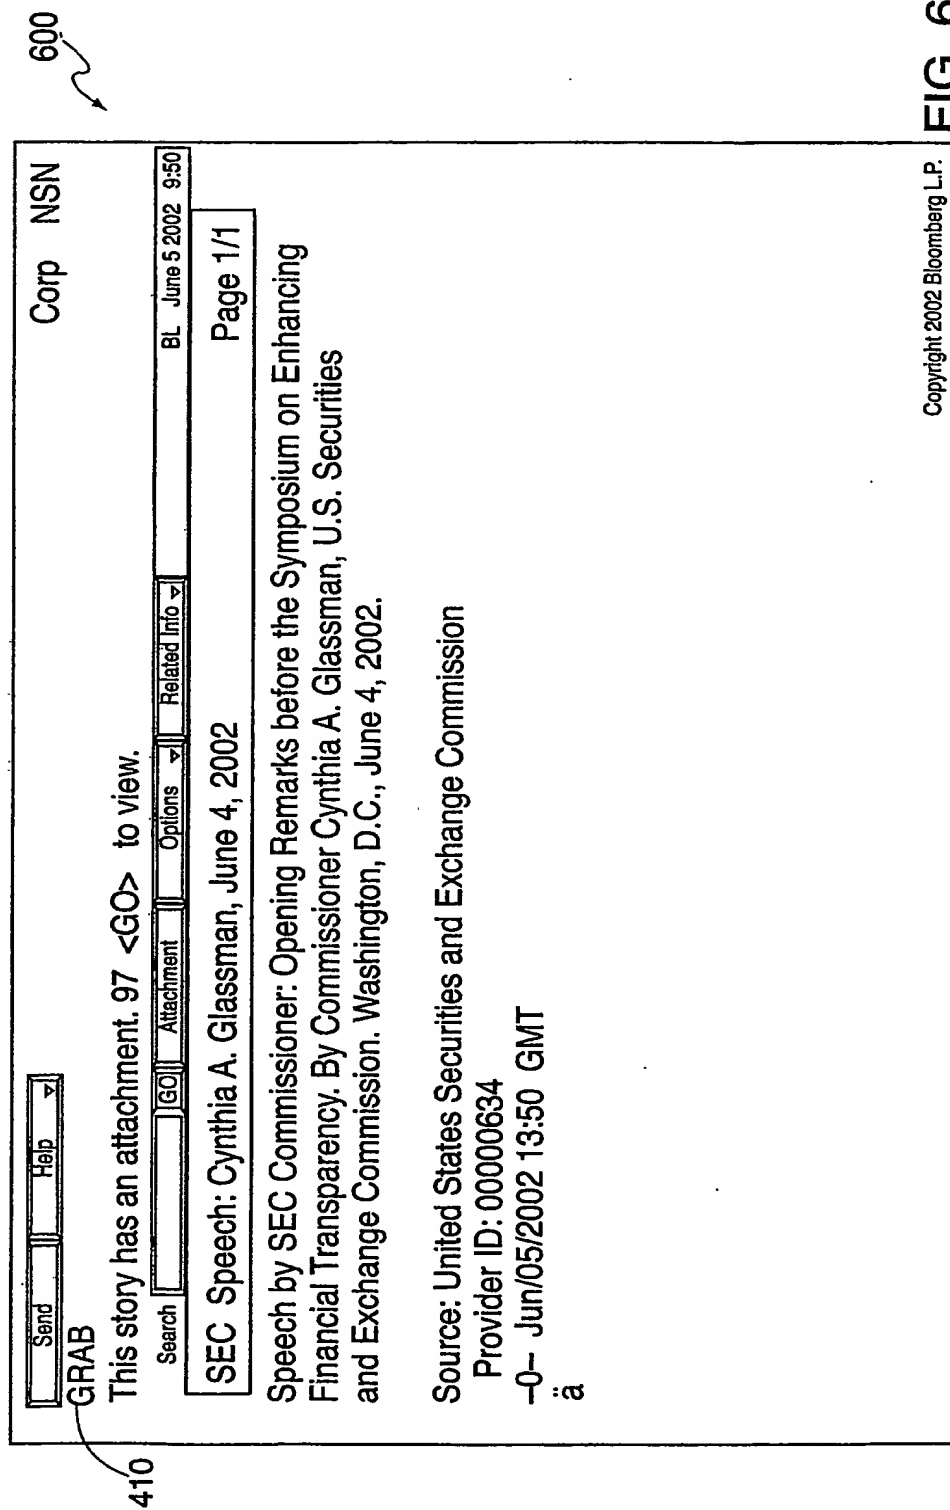 600
Send Help Corp NSN
410 GRAB
This story has an attachment. 97 <GO> to view.
Search GO Attachment Options Related Info BL June 5 2002 9:50
SEC Speech: Cynthia A. Glassman, June 4, 2002 Page 1/1
Speech by SEC Commissioner: Opening Remarks before the Symposium on Enhancing
Financial Transparency. By Commissioner Cynthia A. Glassman, U.S. Securities
and Exchange Commission. Washington, D.C., June 4, 2002.
Source: United States Securities and Exchange Commission
Provider ID: 00000634
-0- Jun/05/2002 13:50 GMT
ä
Copyright 2002 Bloomberg L.P.
FIG. 6